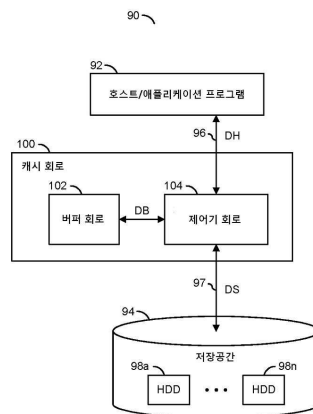 90
92
호스트/애플리케이션 프로그램
96 DH
100
캐시 회로
102 104
버퍼 회로 DB 제어기 회로
97 DS
94
저장공간
98a 98n
HDD ••• HDD